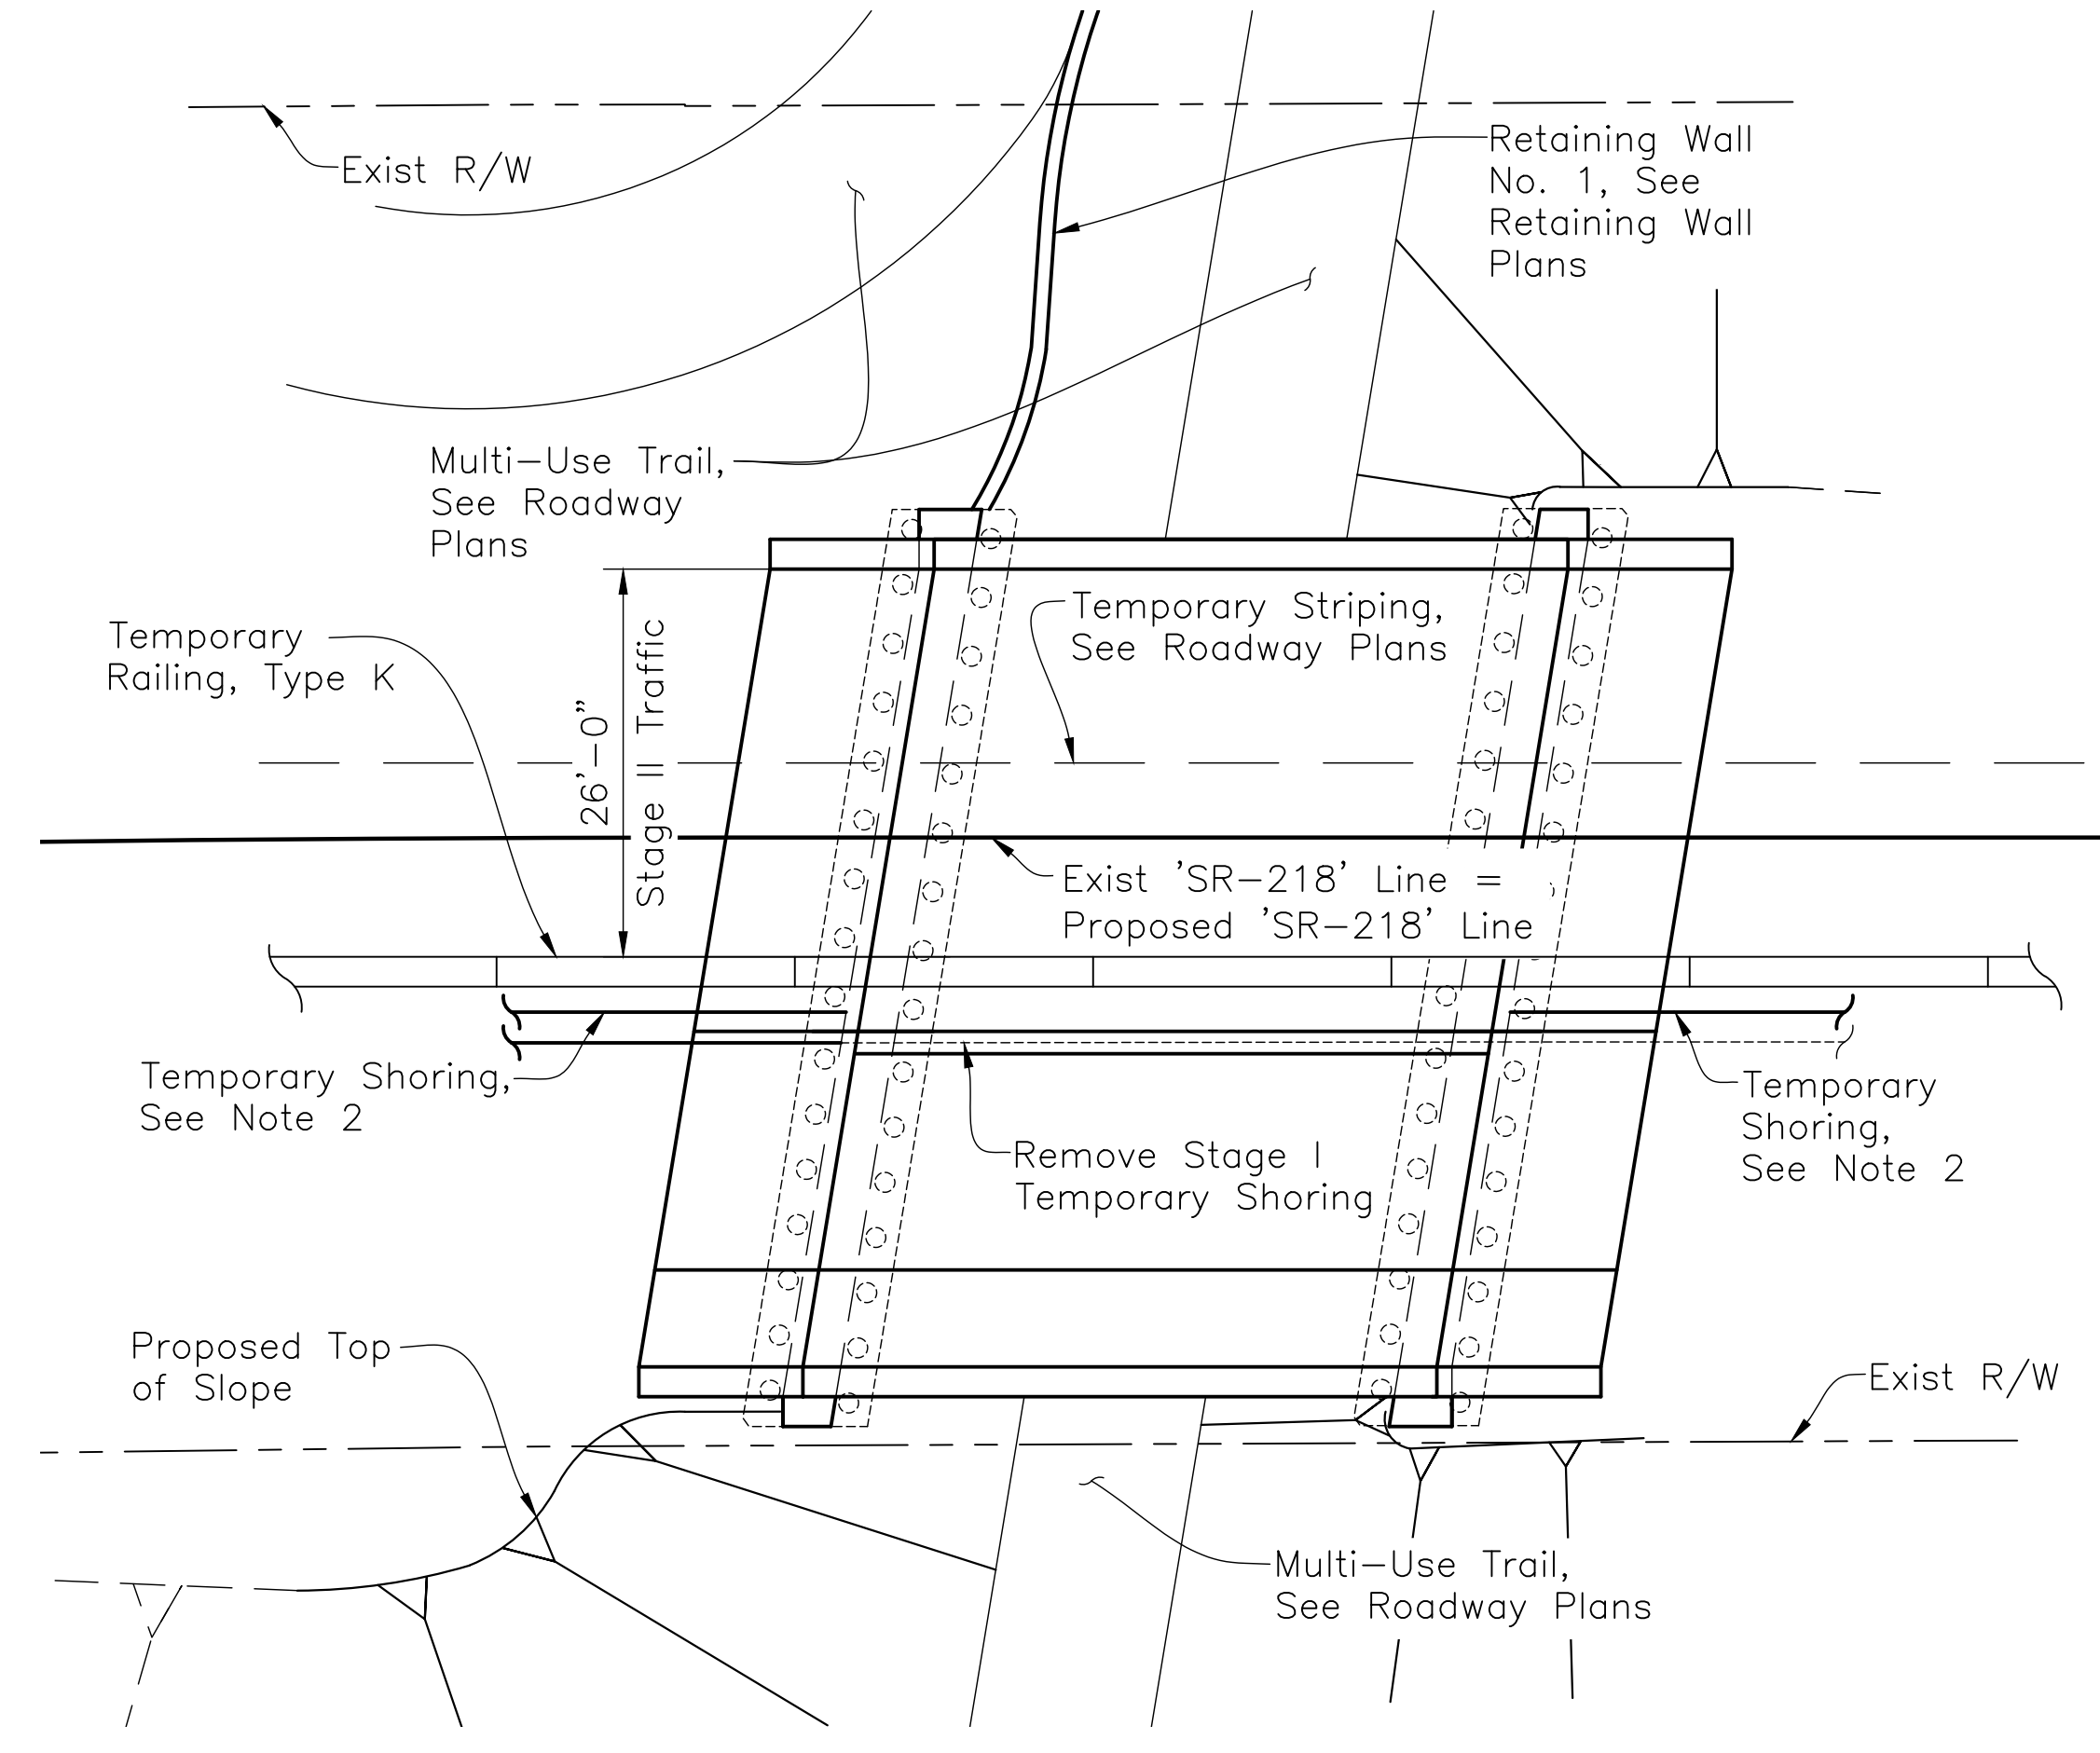 Exist R/W
Retaining Wall
No. 1, See
Retaining Wall
Plans
Multi-Use Trail,
See Roadway
Plans
Temporary Striping,
See Roadway Plans
Temporary
Railing, Type K
26'-0"
Stage II Traffic
Exist 'SR-218' Line =
Proposed 'SR-218' Line
Temporary Shoring,
See Note 2
Temporary
Shoring,
See Note 2
Remove Stage I
Temporary Shoring
Proposed Top
of Slope
Exist R/W
Multi-Use Trail,
See Roadway Plans